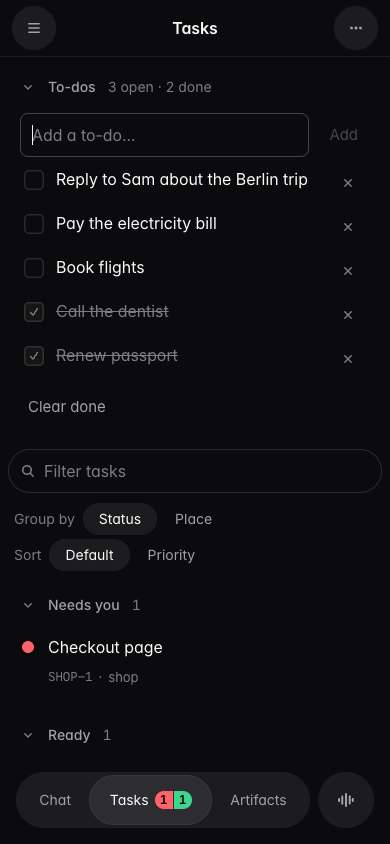 Tasks
To-dos 3 open · 2 done
Add a to-do... Add
Reply to Sam about the Berlin trip
Pay the electricity bill
Book flights
Call the dentist
Renew passport
Clear done
Filter tasks
Group by Status Place
Sort Default Priority
Needs you 1
Checkout page
SHOP-1 · shop
Ready 1
Chat Tasks 1 1 Artifacts